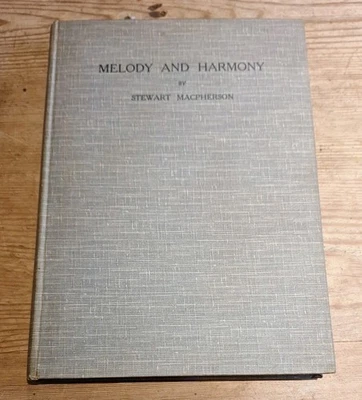 MELODY AND HARMONY
BY
STEWART MACPHERSON